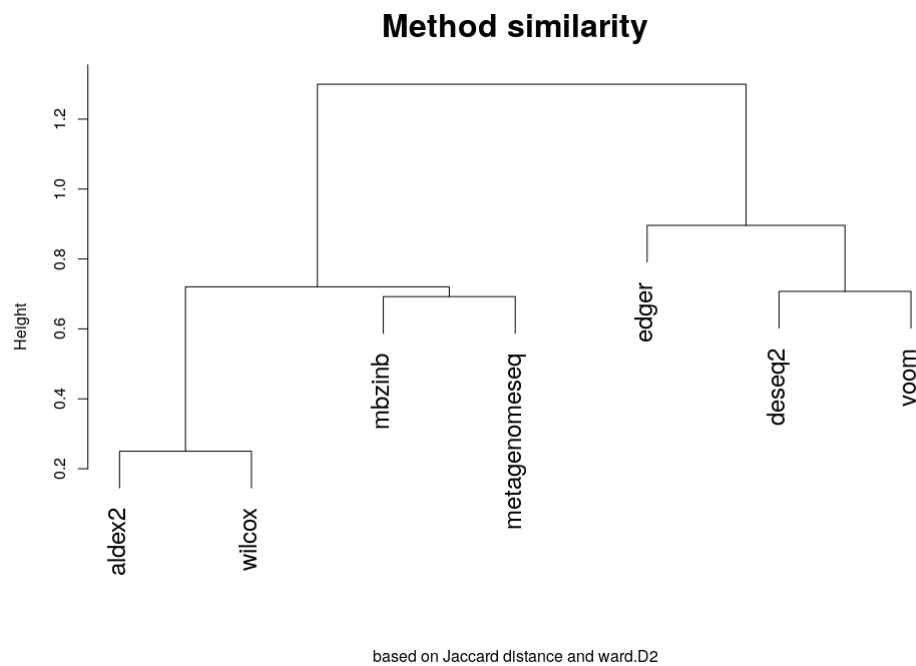 Method similarity
Height
1.2
1.0
0.8
0.6
0.4
0.2
edger
deseq2
voom
mbzinb
metagenomeseq
aldex2
wilcox
based on Jaccard distance and ward.D2